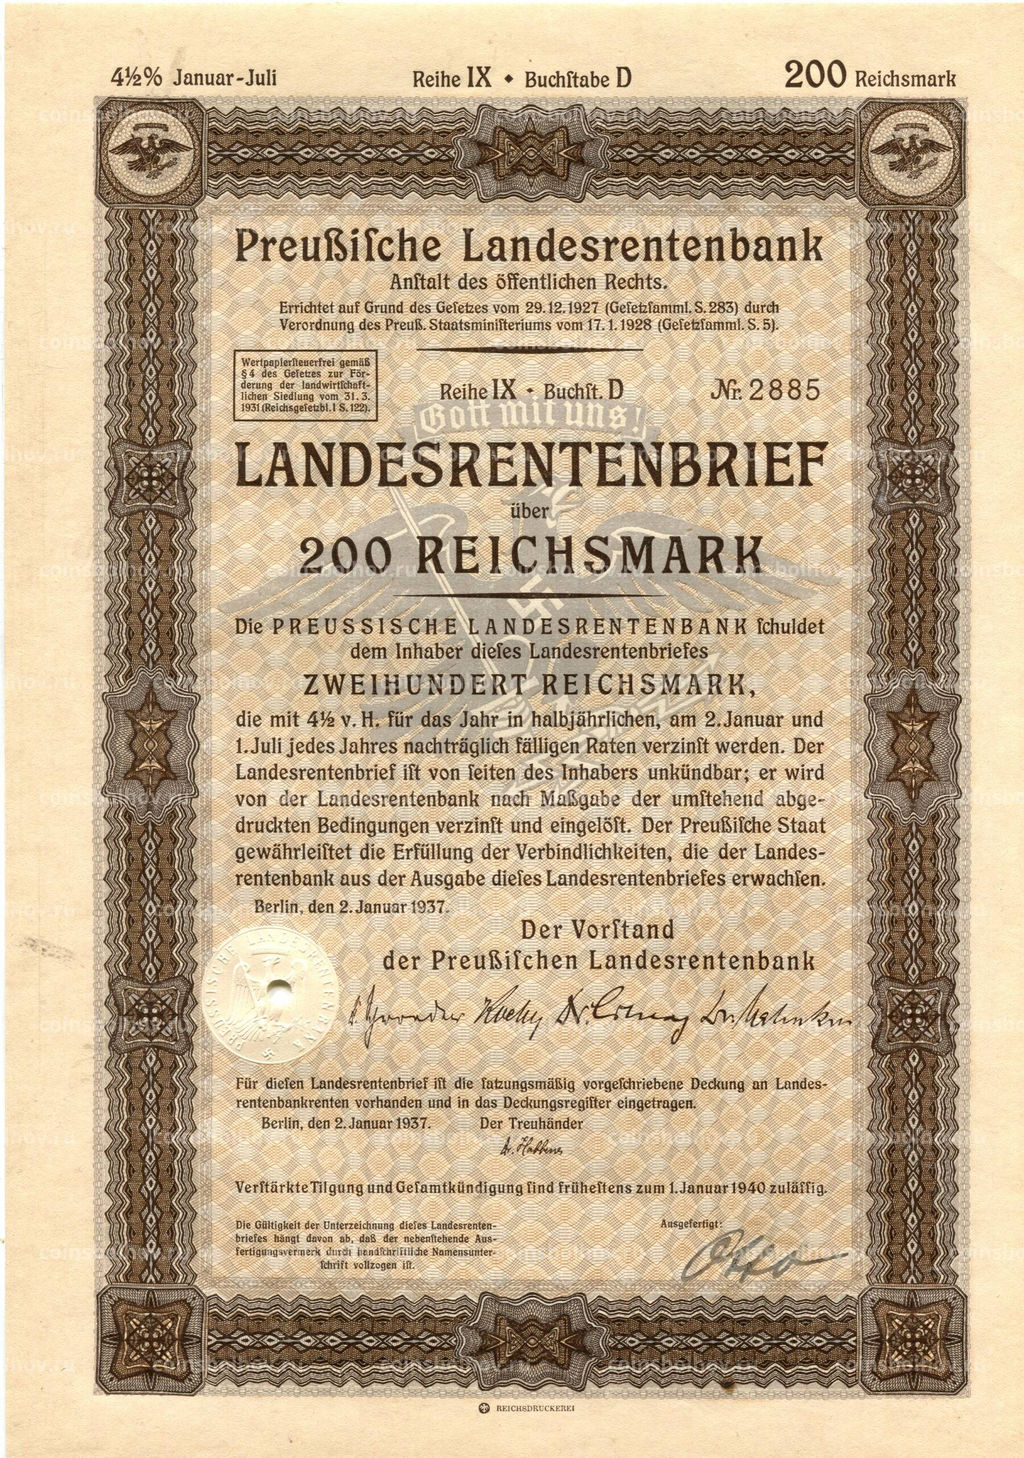 4½% Januar-Juli Reihe IX • Buchſtabe D 200 Reichsmark
Preußiſche Landesrentenbank
Anſtalt des öffentlichen Rechts.
Errichtet auf Grund des Geſetzes vom 29.12.1927 (Geſetzſamml. S. 283) durch
Verordnung des Preuß. Staatsminiſteriums vom 17.1.1928 (Geſetzſamml. S. 5).
Wertpapierſteuerfrei gemäß
§ 4 des Geſetzes zur För-
derung der landwirtſchaft-
lichen Siedlung vom 31. 3.
1931 (Reichsgeſetzbl. I S. 122).
Reihe IX - Buchſt. D Nr. 2885
Gott mit uns!
LANDESRENTENBRIEF
über
200 REICHSMARK
Die PREUSSISCHE LANDESRENTENBANK ſchuldet
dem Inhaber dieſes Landesrentenbriefes
ZWEIHUNDERT REICHSMARK,
die mit 4½ v. H. für das Jahr in halbjährlichen, am 2. Januar und
1. Juli jedes Jahres nachträglich fälligen Raten verzinſt werden. Der
Landesrentenbrief iſt von ſeiten des Inhabers unkündbar; er wird
von der Landesrentenbank nach Maßgabe der umſtehend abge-
druckten Bedingungen verzinſt und eingelöſt. Der Preußiſche Staat
gewährleiſtet die Erfüllung der Verbindlichkeiten, die der Landes-
rentenbank aus der Ausgabe dieſes Landesrentenbriefes erwachſen.
Berlin, den 2. Januar 1937.
Der Vorſtand
der Preußiſchen Landesrentenbank
PREUSSISCHE LANDESRENTENBANK
Für dieſen Landesrentenbrief iſt die ſatzungsmäßig vorgeſchriebene Deckung an Landes-
rentenbankrenten vorhanden und in das Deckungsregiſter eingetragen.
Berlin, den 2. Januar 1937. Der Treuhänder
Verſtärkte Tilgung und Geſamtkündigung ſind früheſtens zum 1. Januar 1940 zuläſſig.
Die Gültigkeit der Unterzeichnung dieſes Landesrenten-
briefes hängt davon ab, daß der nebenſtehende Aus-
fertigungsvermerk durch handſchriftliche Namensunter-
ſchrift vollzogen iſt.
Ausgefertigt:
Otto
REICHSDRUCKEREI
coinsbolhov.ru